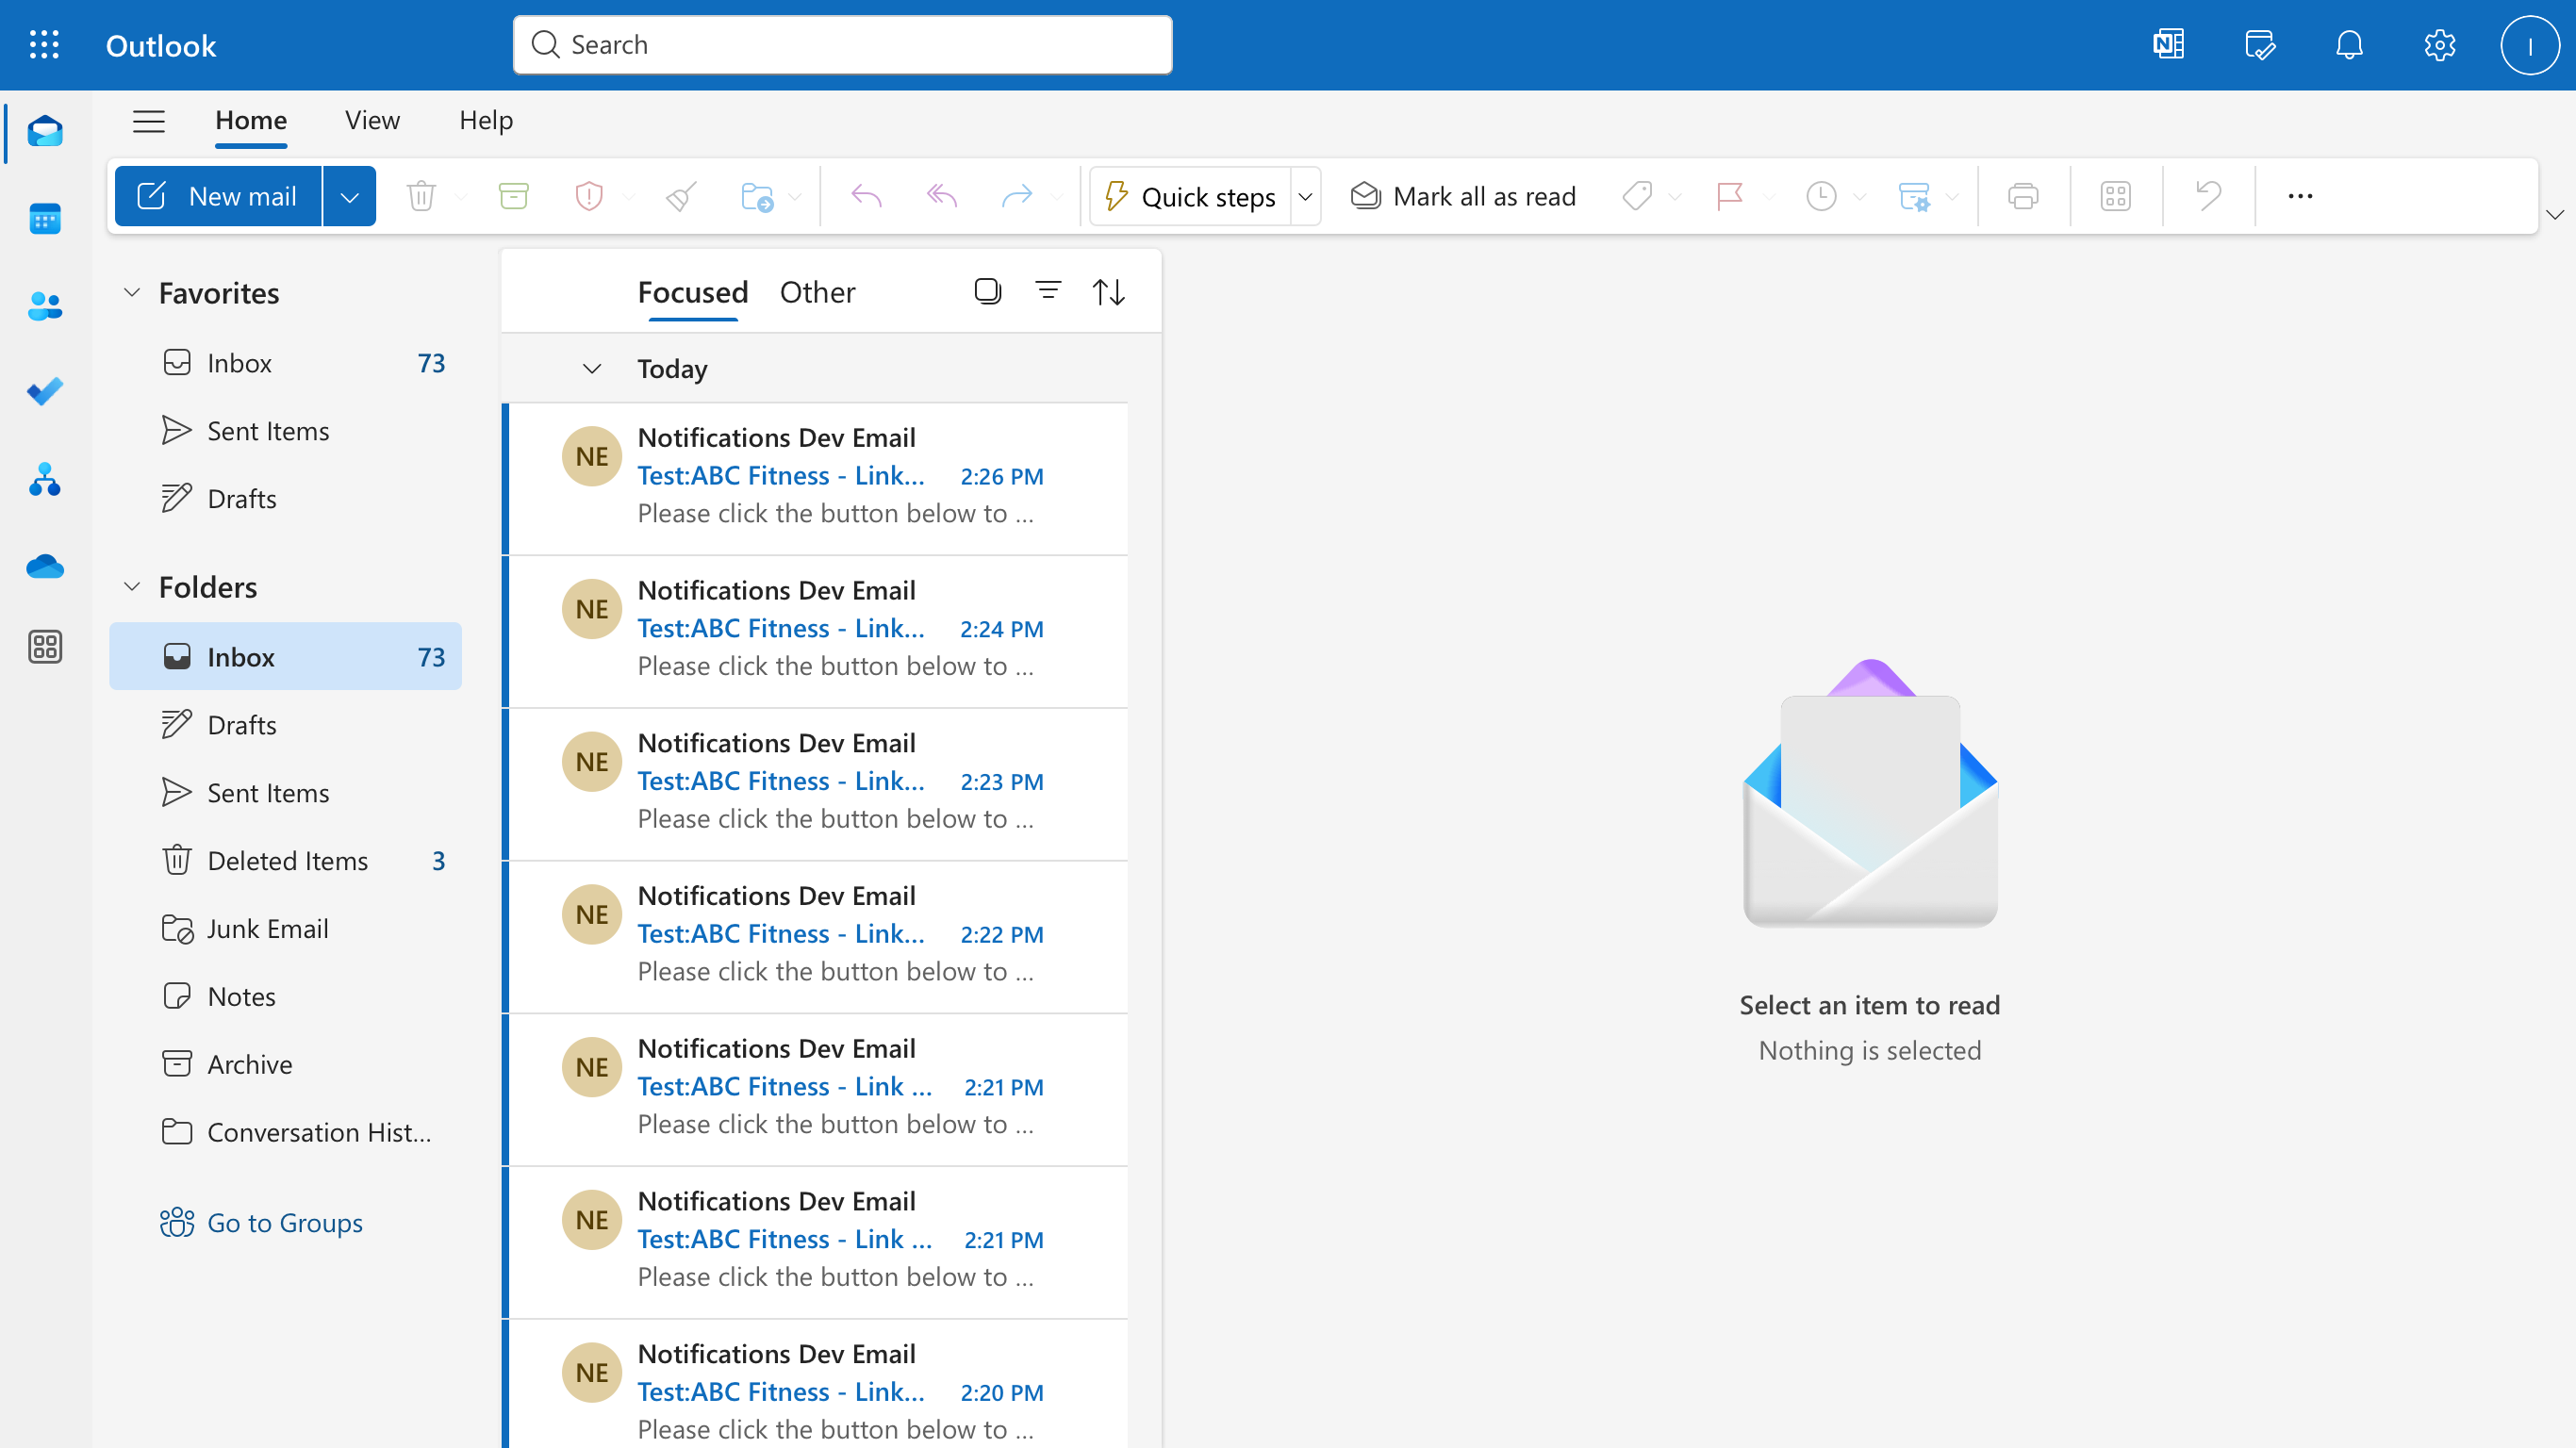 Outlook
Search
I
Home View Help
New mail
Quick steps
Mark all as read
Favorites
Inbox 73
Sent Items
Drafts
Folders
Inbox 73
Drafts
Sent Items
Deleted Items 3
Junk Email
Notes
Archive
Conversation Hist...
Go to Groups
Focused Other
Today
NE
Notifications Dev Email
Test:ABC Fitness - Link... 2:26 PM
Please click the button below to ...
NE
Notifications Dev Email
Test:ABC Fitness - Link... 2:24 PM
Please click the button below to ...
NE
Notifications Dev Email
Test:ABC Fitness - Link... 2:23 PM
Please click the button below to ...
NE
Notifications Dev Email
Test:ABC Fitness - Link... 2:22 PM
Please click the button below to ...
NE
Notifications Dev Email
Test:ABC Fitness - Link ... 2:21 PM
Please click the button below to ...
NE
Notifications Dev Email
Test:ABC Fitness - Link ... 2:21 PM
Please click the button below to ...
NE
Notifications Dev Email
Test:ABC Fitness - Link... 2:20 PM
Please click the button below to ...
Select an item to read
Nothing is selected